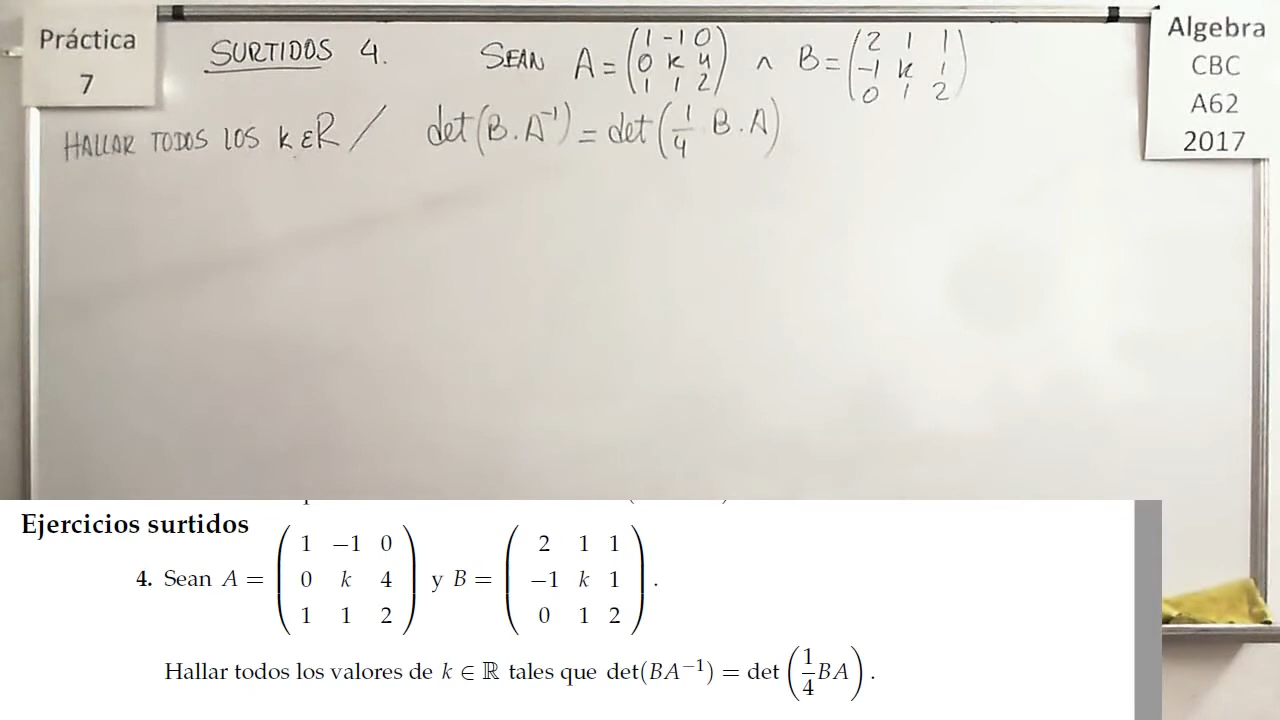 Práctica
7
SURTIDOS 4. SEAN A = (1 -1 0 / 0 k 4 / 1 1 2) ∧ B = (2 1 1 / -1 k 1 / 0 1 2)
HALLAR TODOS LOS k ∈ R / det(B.A⁻¹) = det(1/4 B.A)
Algebra
CBC
A62
2017
Ejercicios surtidos
4. Sean A = (1 −1 0 / 0 k 4 / 1 1 2) y B = (2 1 1 / −1 k 1 / 0 1 2).
Hallar todos los valores de k ∈ ℝ tales que det(BA⁻¹) = det(1/4 BA).